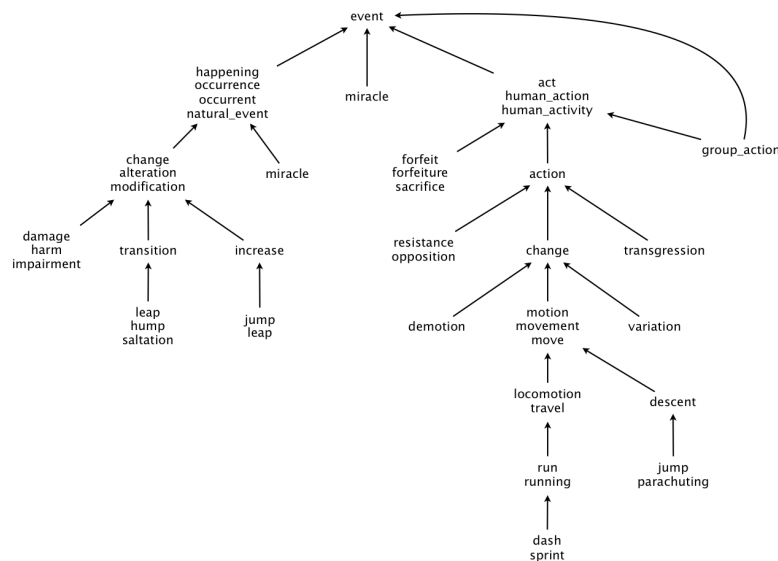 event
happening
occurrence
occurrent
natural_event
miracle
act
human_action
human_activity
group_action
change
alteration
modification
miracle
forfeit
forfeiture
sacrifice
action
damage
harm
impairment
transition
increase
resistance
opposition
change
transgression
leap
hump
saltation
jump
leap
demotion
motion
movement
move
variation
locomotion
travel
descent
run
running
jump
parachuting
dash
sprint